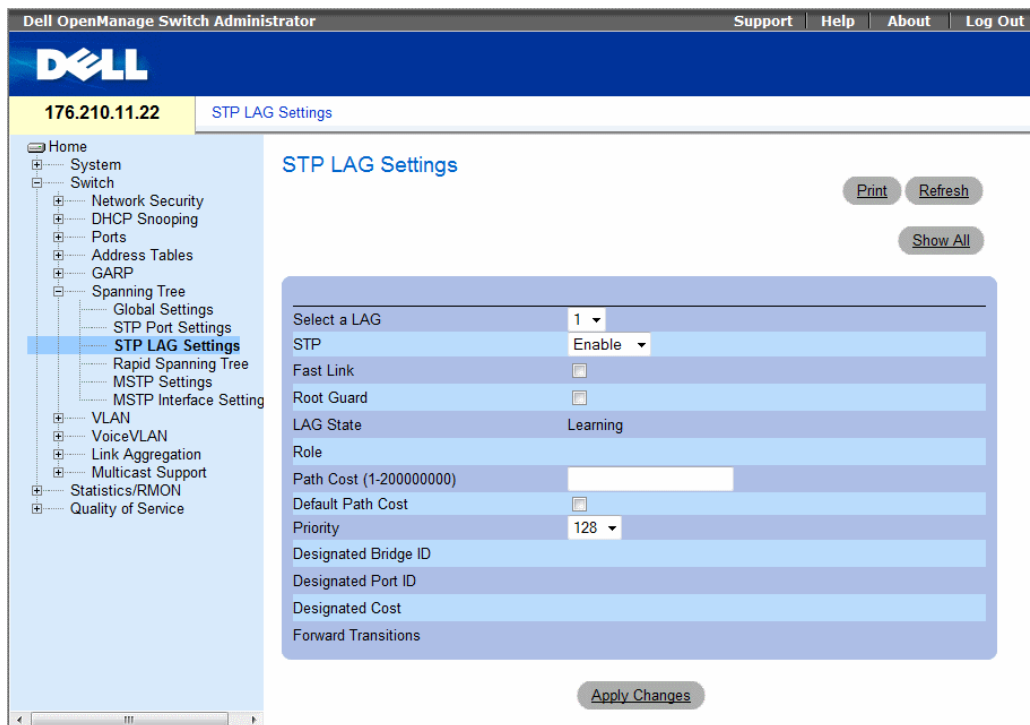 Dell OpenManage Switch Administrator Support Help About Log Out
DELL
176.210.11.22 STP LAG Settings
Home
System
Switch
Network Security
DHCP Snooping
Ports
Address Tables
GARP
Spanning Tree
Global Settings
STP Port Settings
STP LAG Settings
Rapid Spanning Tree
MSTP Settings
MSTP Interface Setting
VLAN
VoiceVLAN
Link Aggregation
Multicast Support
Statistics/RMON
Quality of Service
STP LAG Settings
Print Refresh
Show All
Select a LAG 1
STP Enable
Fast Link
Root Guard
LAG State Learning
Role
Path Cost (1-200000000)
Default Path Cost
Priority 128
Designated Bridge ID
Designated Port ID
Designated Cost
Forward Transitions
Apply Changes